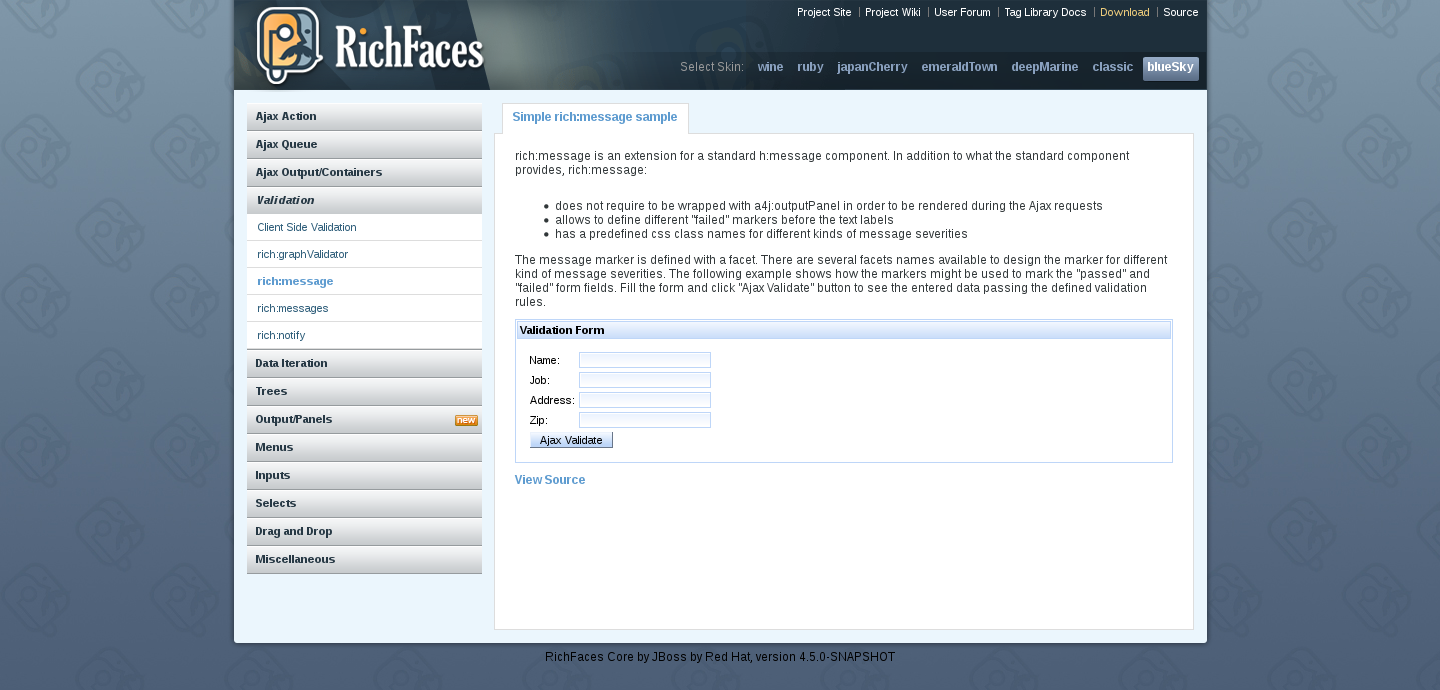 Project Site
Project Wiki
User Forum
Tag Library Docs
Download
Source
RichFaces
Select Skin: wine ruby japanCherry emeraldTown deepMarine classic blueSky
Ajax Action
Ajax Queue
Ajax Output/Containers
Validation
Client Side Validation
rich:graphValidator
rich:message
rich:messages
rich:notify
Data Iteration
Trees
Output/Panels new
Menus
Inputs
Selects
Drag and Drop
Miscellaneous
Simple rich:message sample
rich:message is an extension for a standard h:message component. In addition to what the standard component
provides, rich:message:
• does not require to be wrapped with a4j:outputPanel in order to be rendered during the Ajax requests
• allows to define different "failed" markers before the text labels
• has a predefined css class names for different kinds of message severities
The message marker is defined with a facet. There are several facets names available to design the marker for different
kind of message severities. The following example shows how the markers might be used to mark the "passed" and
"failed" form fields. Fill the form and click "Ajax Validate" button to see the entered data passing the defined validation
rules.
Validation Form
Name:
Job:
Address:
Zip:
Ajax Validate
View Source
RichFaces Core by JBoss by Red Hat, version 4.5.0-SNAPSHOT